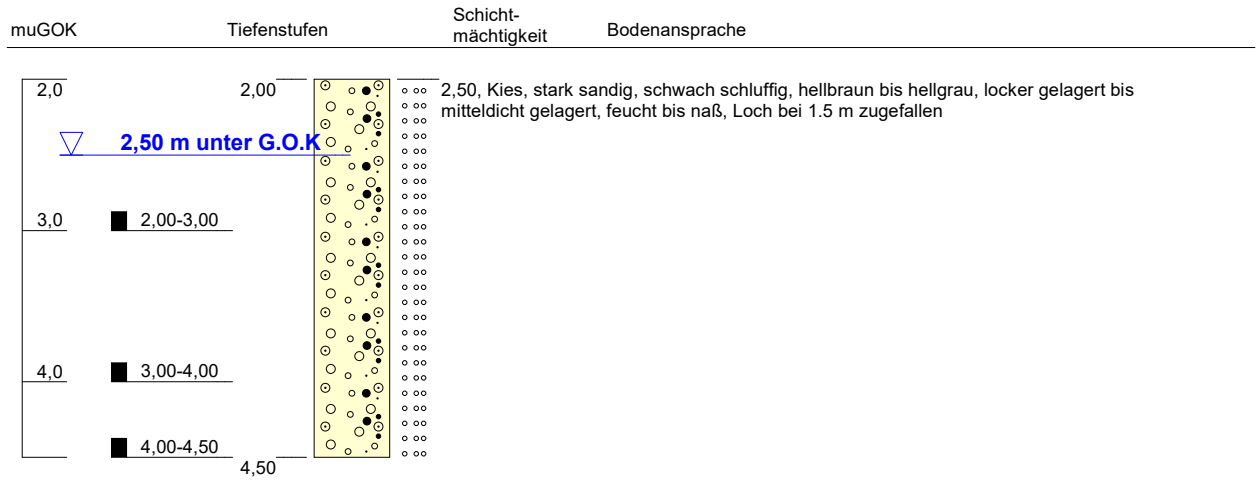 muGOK
Tiefenstufen
Schicht-
mächtigkeit
Bodenansprache
2,0
2,00
2,50, Kies, stark sandig, schwach schluffig, hellbraun bis hellgrau, locker gelagert bis
mitteldicht gelagert, feucht bis naß, Loch bei 1.5 m zugefallen
2,50 m unter G.O.K
3,0
2,00-3,00
4,0
3,00-4,00
4,00-4,50
4,50